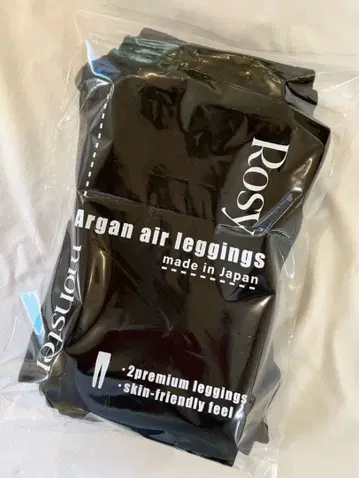 Rosy
monster
Argan air leggings
made in Japan
·2premium leggings
·skin-friendly feel